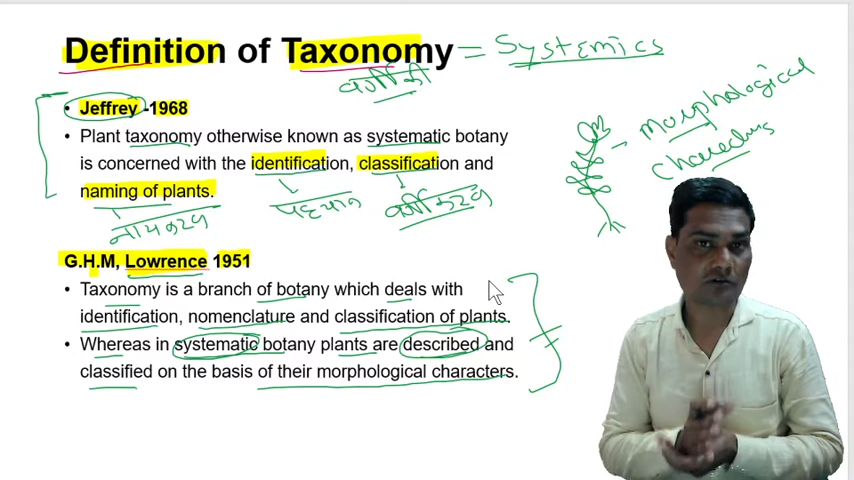 Definition of Taxonomy = Systemics
वर्गिकी
• Jeffrey -1968
• Plant taxonomy otherwise known as systematic botany
is concerned with the identification, classification and
naming of plants.
नामकरण
पहचान
वर्गीकरण
morphological
G.H.M, Lowrence 1951
• Taxonomy is a branch of botany which deals with
identification, nomenclature and classification of plants.
• Whereas in systematic botany plants are described and
classified on the basis of their morphological characters.